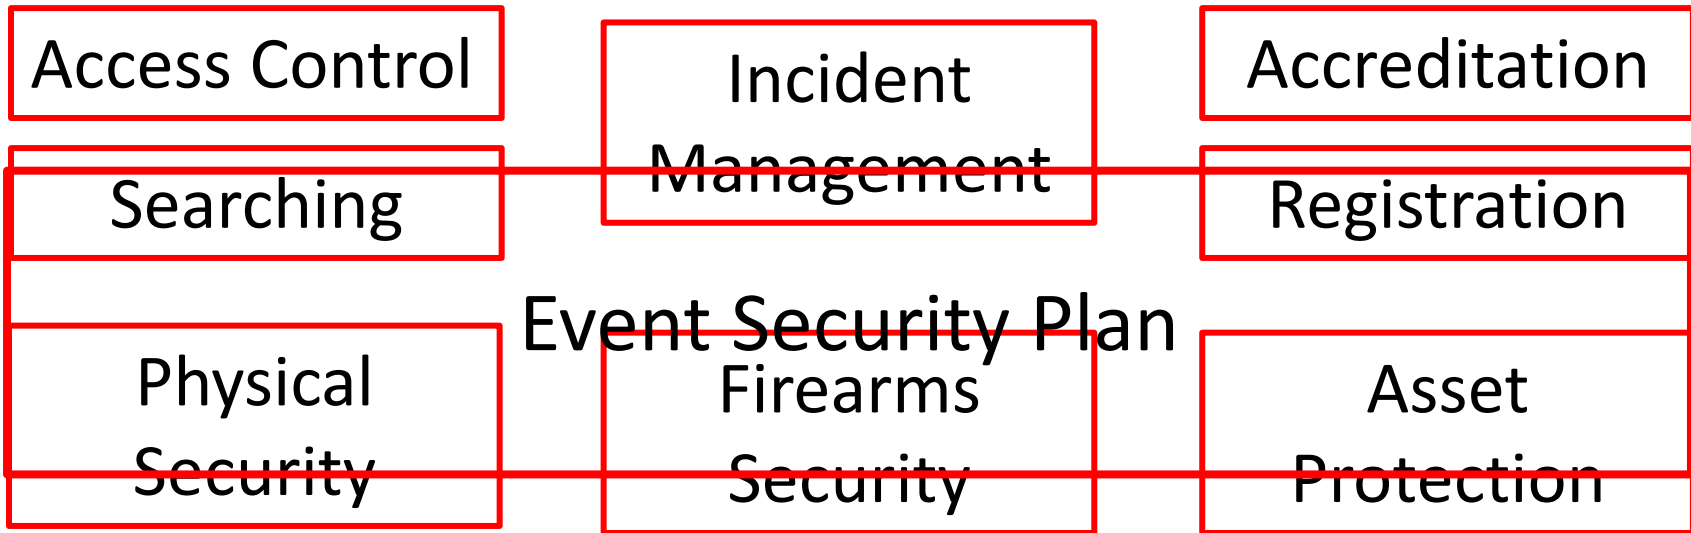 Access Control
Incident
Management
Accreditation
Searching
Registration
Event Security Plan
Physical
Security
Firearms
Security
Asset
Protection